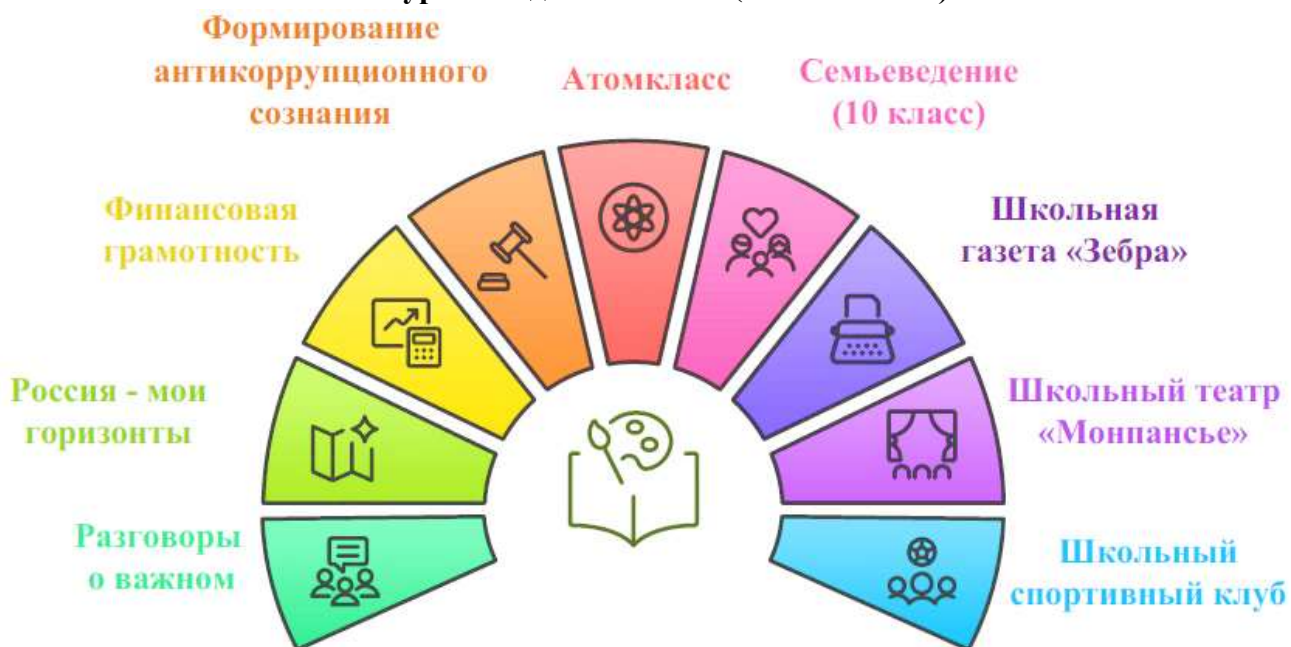 Формирование
антикоррупционного
сознания
Атомкласс
Семьеведение
(10 класс)
Финансовая
грамотность
Школьная
газета «Зебра»
Россия - мои
горизонты
Школьный театр
«Монпансье»
Разговоры
о важном
Школьный
спортивный клуб